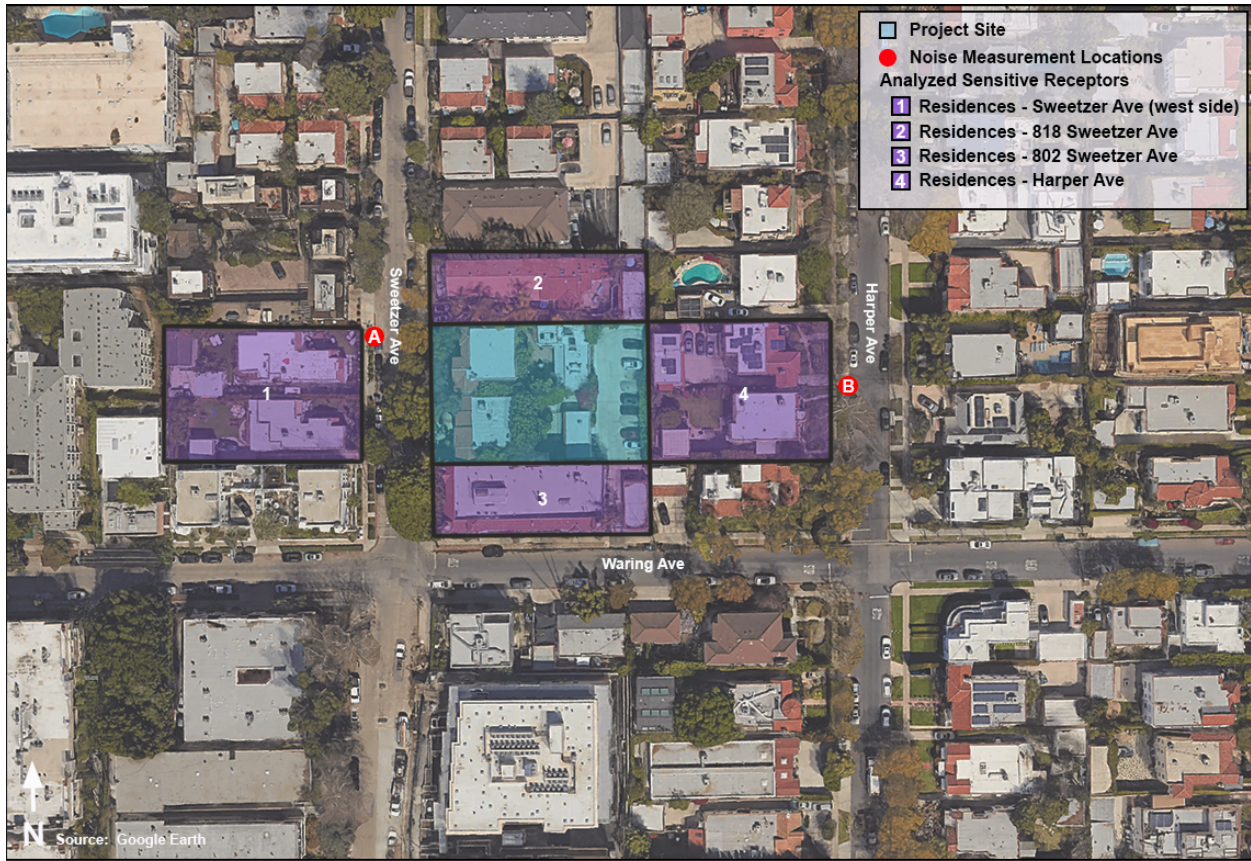 Project Site
Noise Measurement Locations
Analyzed Sensitive Receptors
1 Residences - Sweetzer Ave (west side)
2 Residences - 818 Sweetzer Ave
3 Residences - 802 Sweetzer Ave
4 Residences - Harper Ave
2
Sweetzer Ave
Harper Ave
A
B
1
4
3
Waring Ave
N Source: Google Earth